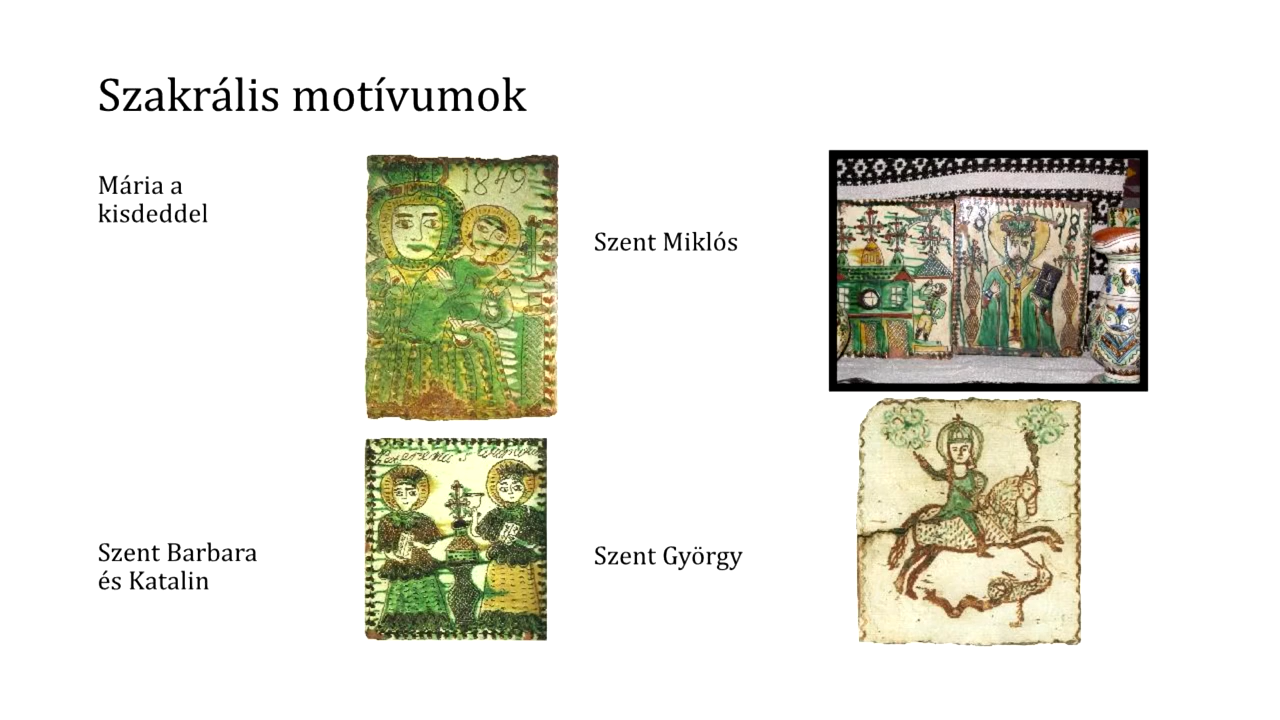 Szakrális motívumok
Mária a
kisdeddel
1849
Szent Miklós
Szent Barbara
és Katalin
Szent György